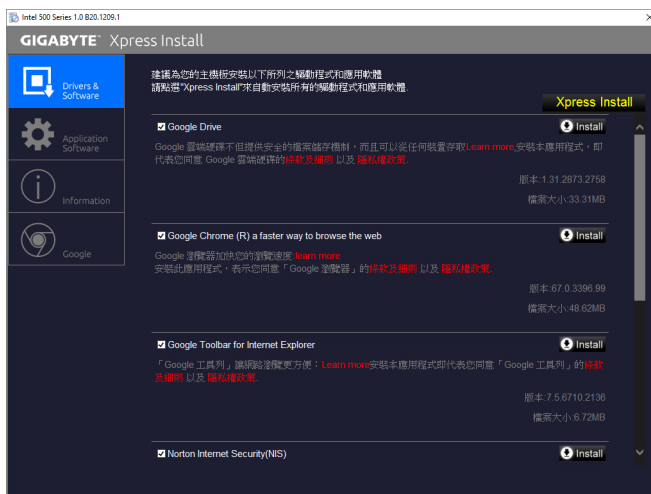 Intel 500 Series 1.0 B20.1209.1
GIGABYTE™ Xpress Install
Drivers &
Software
Application
Software
Information
Google
建議為您的主機板安裝以下所列之驅動程式和應用軟體
請點選"Xpress Install"來自動安裝所有的驅動程式和應用軟體.
Xpress Install
Google Drive
Install
Google 雲端硬碟不但提供安全的檔案儲存機制，而且可以從任何裝置存取Learn more,安裝本應用程式，即
代表您同意 Google 雲端硬碟的條款及細則 以及 隱私權政策.
版本:1.31.2873.2758
檔案大小:33.31MB
Google Chrome (R) a faster way to browse the web
Install
Google 瀏覽器加快您的瀏覽速度:learn more
安裝此應用程式，表示您同意「Google 瀏覽器」的條款及細則 以及 隱私權政策.
版本:67.0.3396.99
檔案大小:48.62MB
Google Toolbar for Internet Explorer
Install
「Google 工具列」讓網路瀏覽更方便：Learn more安裝本應用程式即代表您同意「Google 工具列」的條款
及細則 以及 隱私權政策.
版本:7.5.6710.2136
檔案大小:6.72MB
Norton Internet Security(NIS)
Install